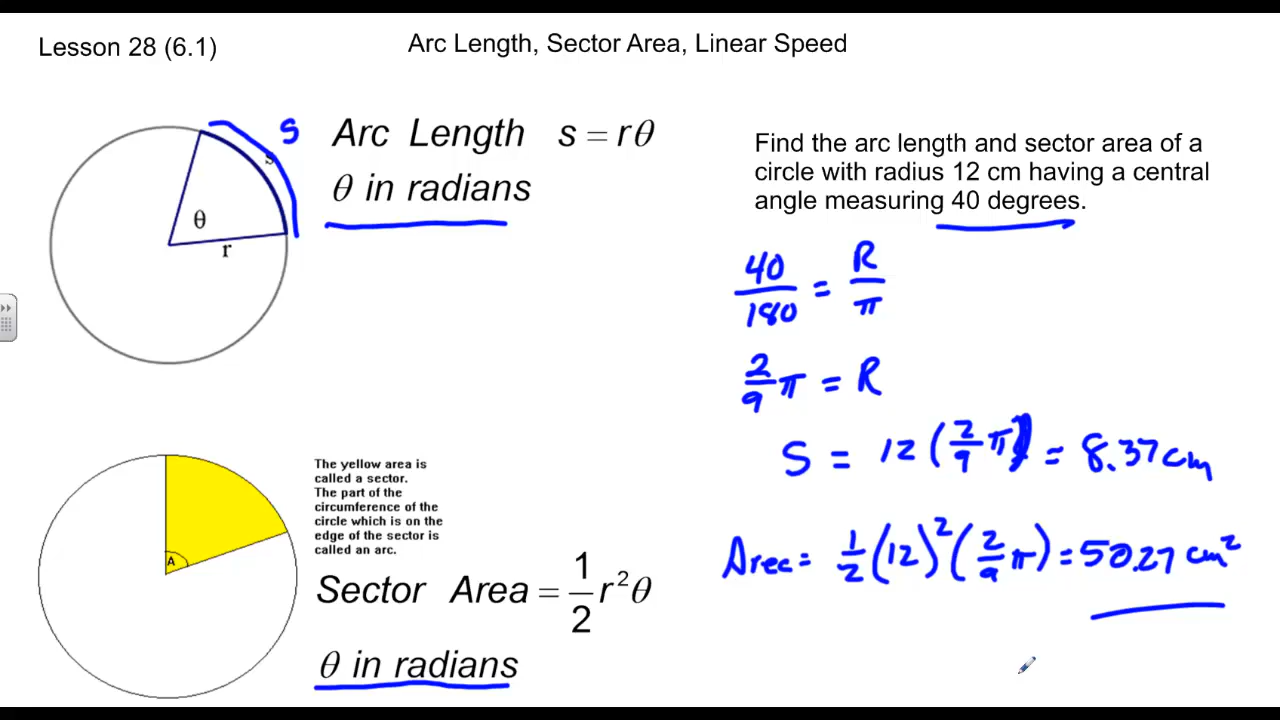 Lesson 28 (6.1)
Arc Length, Sector Area, Linear Speed
S
s
θ
r
Arc Length s = rθ
θ in radians
Find the arc length and sector area of a
circle with radius 12 cm having a central
angle measuring 40 degrees.
40/180 = R/π
2/9 π = R
S = 12 (2/9 π) = 8.37 cm
Area = 1/2 (12)² (2/9 π) = 50.27 cm²
A
The yellow area is
called a sector.
The part of the
circumference of the
circle which is on the
edge of the sector is
called an arc.
Sector Area = 1/2 r²θ
θ in radians